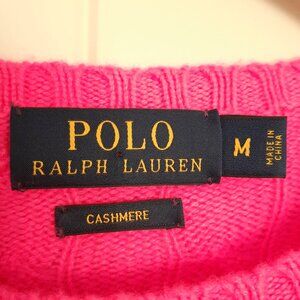 POLO
RALPH LAUREN
M
MADE IN
CHINA
CASHMERE